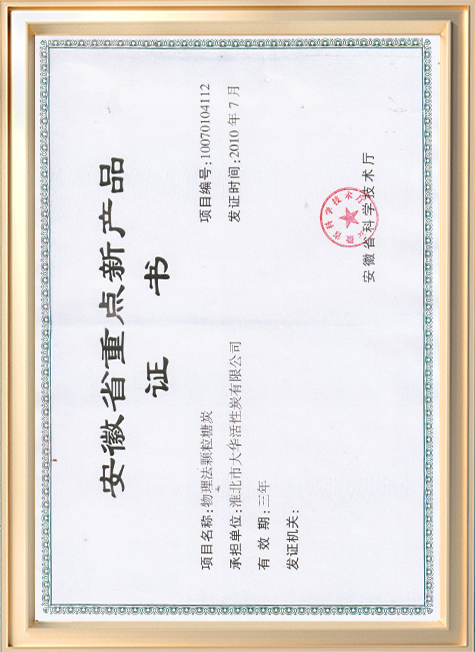 安徽省重点新产品
证书
项目名称:物理法颗粒糖炭
项目编号:10070104112
承担单位:淮北市大华活性炭有限公司
发证时间:2010年7月
有效期:三年
发证机关:
安徽省科学技术厅